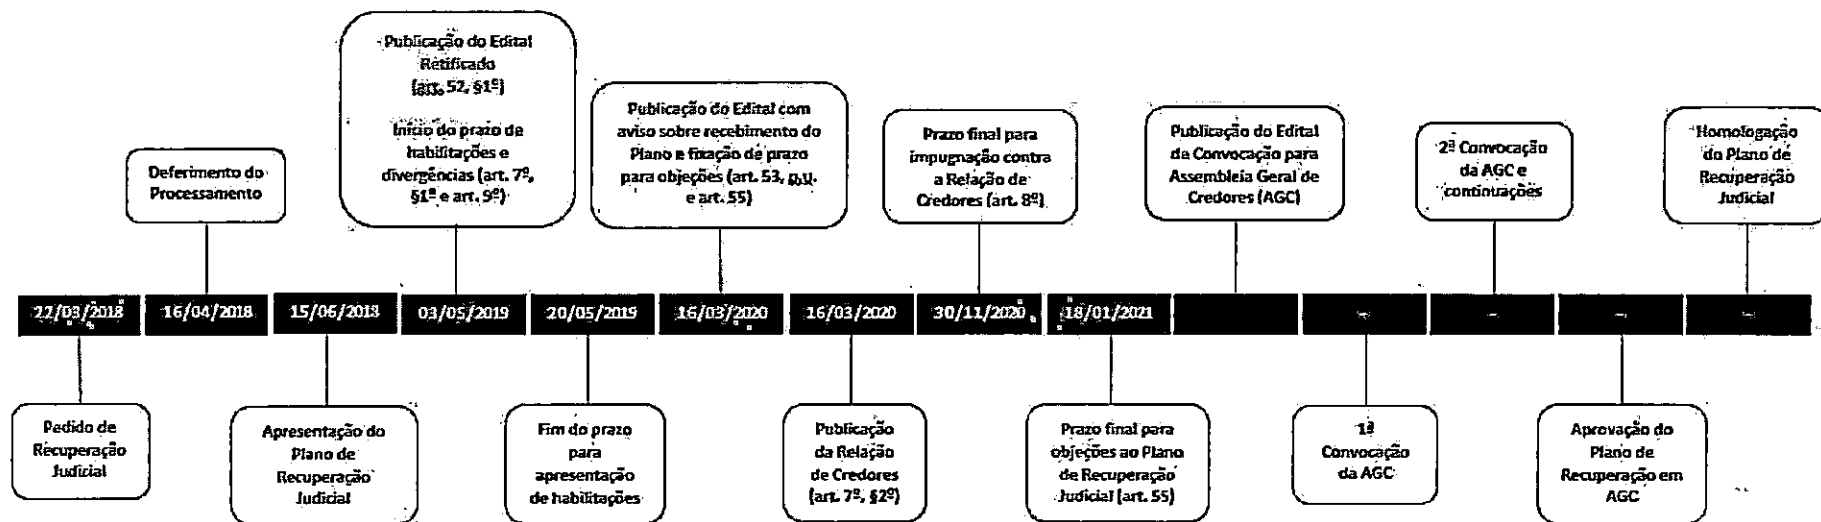 Publicação do Edital
Retificado
(art. 52, §1º)
Início do prazo de
habilitações e
divergências (art. 7º,
§1º e art. 9º)
Publicação do Edital com
aviso sobre recebimento do
Plano e fixação de prazo
para objeções (art. 53, p.u.
e art. 55)
Prazo final para
impugnação contra
a Relação de
Credores (art. 8º)
Publicação do Edital
de Convocação para
Assembleia Geral de
Credores (AGC)
2ª Convocação
da AGC e
continuações
Homologação
do Plano de
Recuperação
Judicial
Deferimento do
Processamento
22/03/2018
16/04/2018
15/06/2018
03/05/2019
20/05/2019
16/03/2020
16/03/2020
30/11/2020
18/01/2021
--
--
--
--
Pedido de
Recuperação
Judicial
Apresentação do
Plano de
Recuperação
Judicial
Fim do prazo
para
apresentação
de habilitações
Publicação
da Relação
de Credores
(art. 7º, §2º)
Prazo final para
objeções ao Plano
de Recuperação
Judicial (art. 55)
1ª
Convocação
da AGC
Aprovação do
Plano de
Recuperação em
AGC